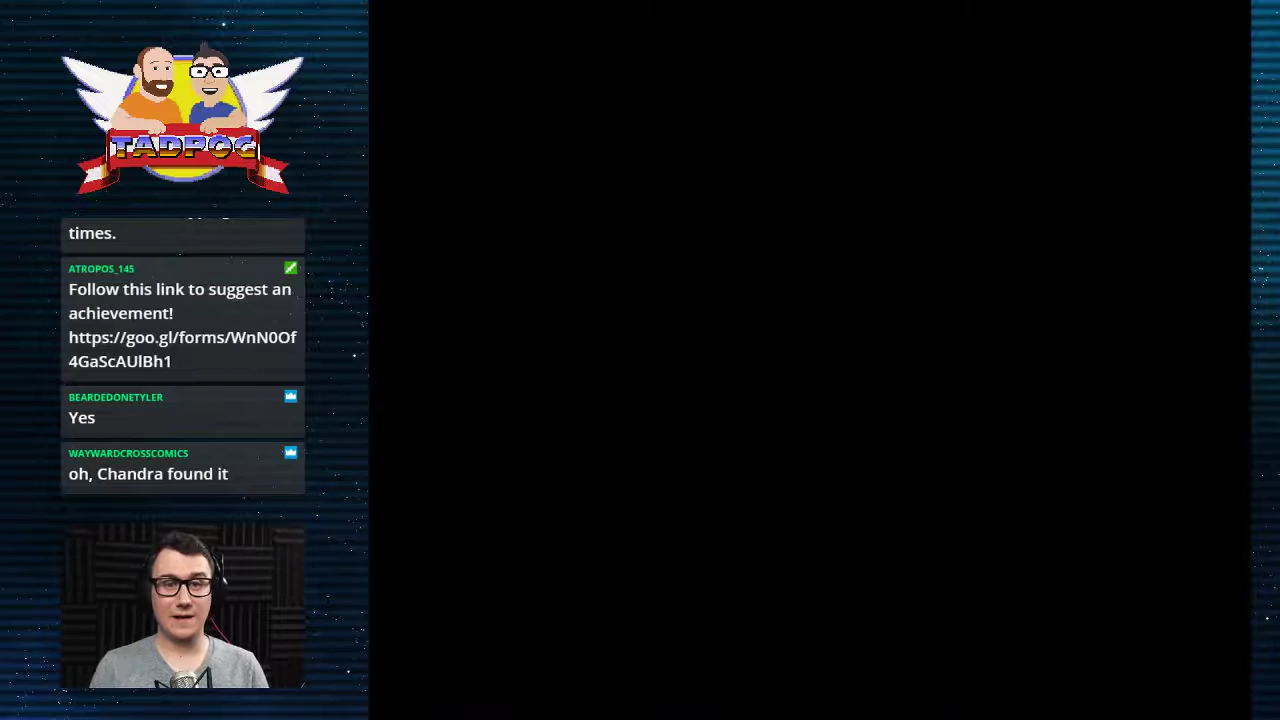 TADPOG
times.
ATROPOS_145
Follow this link to suggest an
achievement!
https://goo.gl/forms/WnN0Of
4GaScAUlBh1
BEARDEDONETYLER
Yes
WAYWARDCROSSCOMICS
oh, Chandra found it